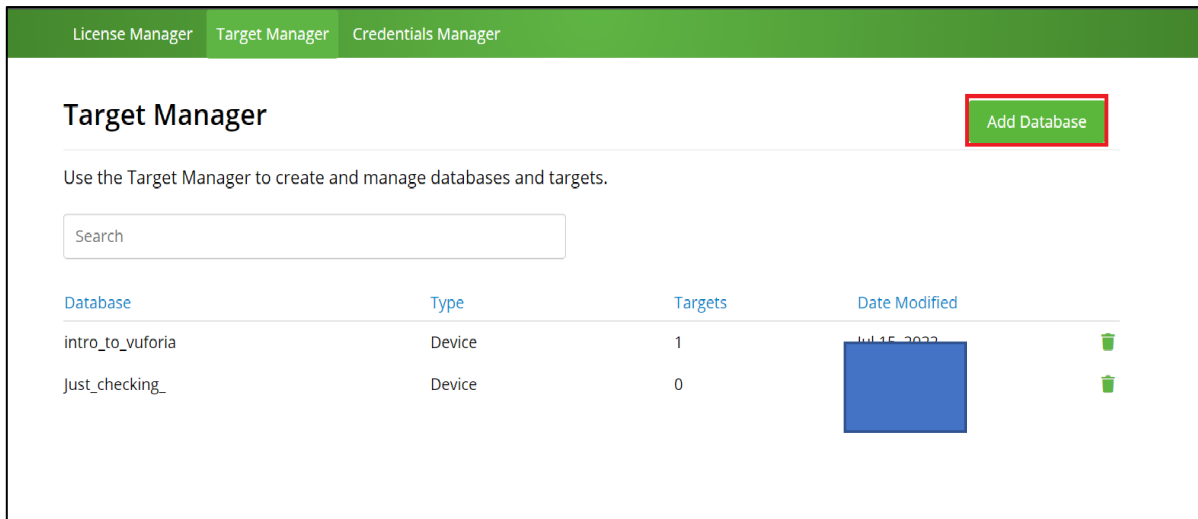 License Manager Target Manager Credentials Manager
Target Manager
Add Database
Use the Target Manager to create and manage databases and targets.
Search
Database Type Targets Date Modified
intro_to_vuforia Device 1
Just_checking_ Device 0